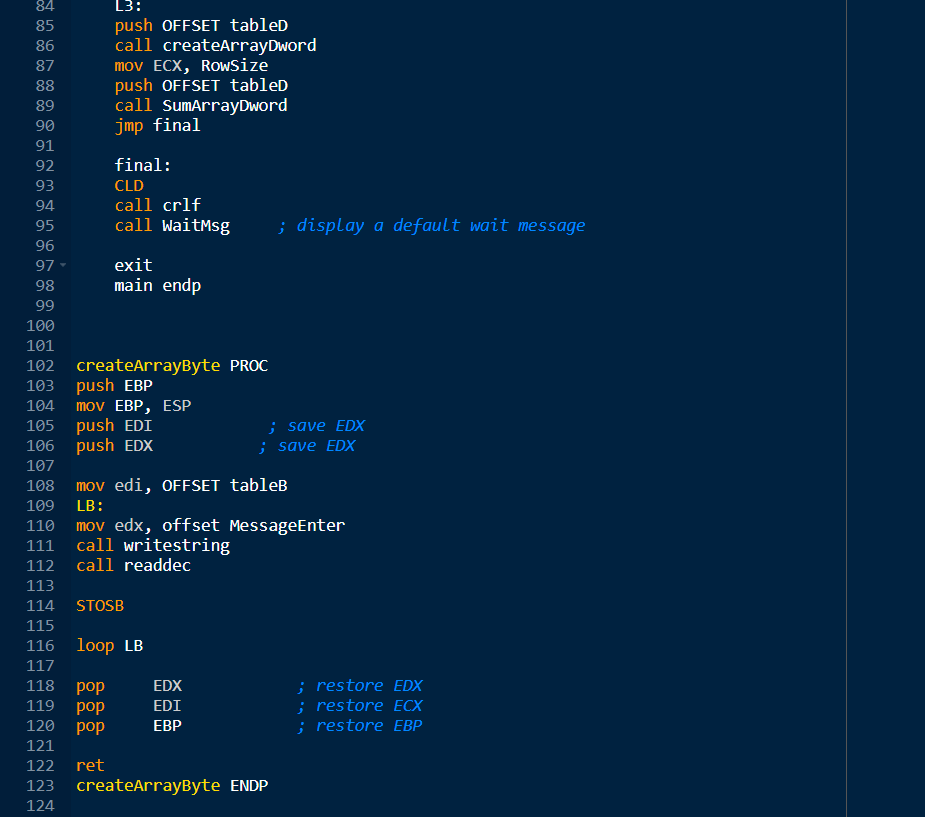 84 L3:
85 push OFFSET tableD
86 call createArrayDword
87 mov ECX, RowSize
88 push OFFSET tableD
89 call SumArrayDword
90 jmp final
91
92 final:
93 CLD
94 call crlf
95 call WaitMsg ; display a default wait message
96
97 exit
98 main endp
99
100
101
102 createArrayByte PROC
103 push EBP
104 mov EBP, ESP
105 push EDI ; save EDX
106 push EDX ; save EDX
107
108 mov edi, OFFSET tableB
109 LB:
110 mov edx, offset MessageEnter
111 call writestring
112 call readdec
113
114 STOSB
115
116 loop LB
117
118 pop EDX ; restore EDX
119 pop EDI ; restore ECX
120 pop EBP ; restore EBP
121
122 ret
123 createArrayByte ENDP
124